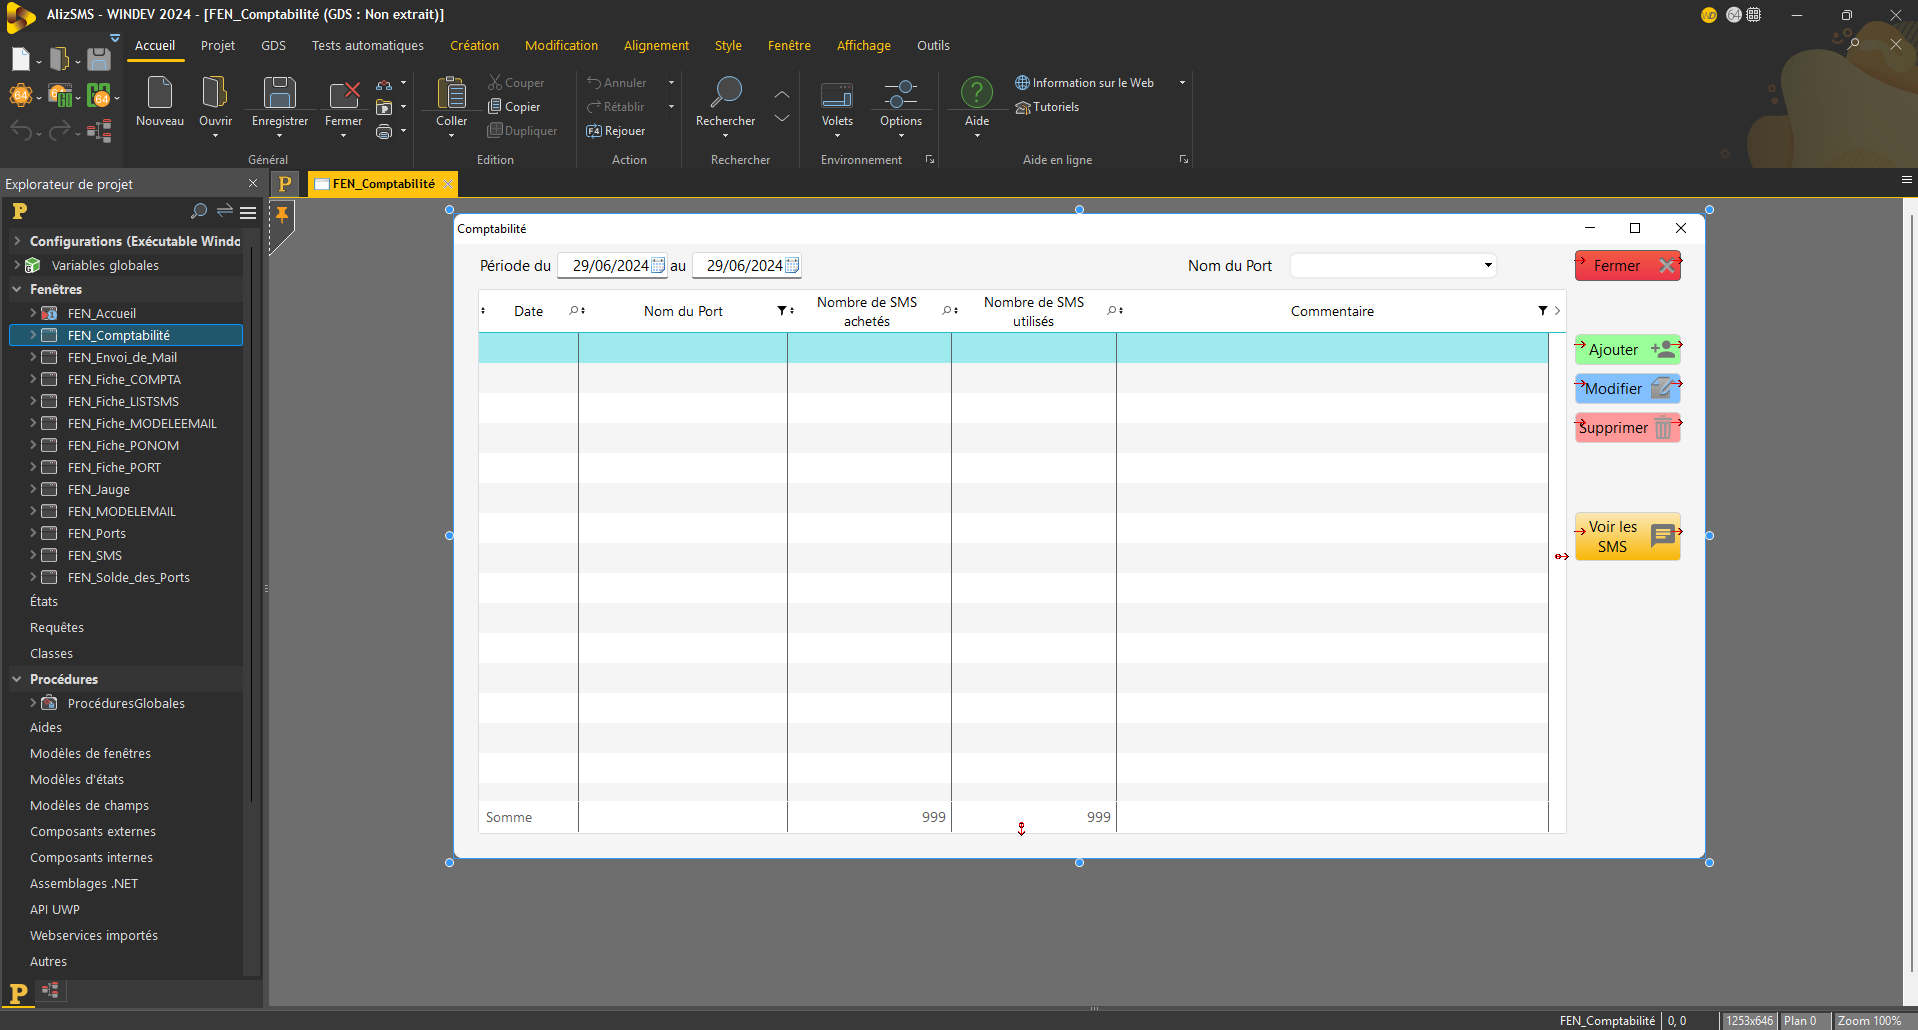 AlizSMS - WINDEV 2024 - [FEN_Comptabilité (GDS : Non extrait)]
WD 64
Accueil Projet GDS Tests automatiques Création Modification Alignement Style Fenêtre Affichage Outils
Nouveau
Ouvrir
Enregistrer
Fermer
Général
Coller
Couper
Copier
Dupliquer
Edition
Annuler
Rétablir
F4 Rejouer
Action
Rechercher
Rechercher
Volets
Options
Environnement
Aide
Information sur le Web
Tutoriels
Aide en ligne
Explorateur de projet
FEN_Comptabilité
Configurations (Exécutable Windo
Variables globales
Fenêtres
FEN_Accueil
FEN_Comptabilité
FEN_Envoi_de_Mail
FEN_Fiche_COMPTA
FEN_Fiche_LISTSMS
FEN_Fiche_MODELEEMAIL
FEN_Fiche_PONOM
FEN_Fiche_PORT
FEN_Jauge
FEN_MODELEMAIL
FEN_Ports
FEN_SMS
FEN_Solde_des_Ports
États
Requêtes
Classes
Procédures
ProcéduresGlobales
Aides
Modèles de fenêtres
Modèles d'états
Modèles de champs
Composants externes
Composants internes
Assemblages .NET
API UWP
Webservices importés
Autres
Comptabilité
Période du 29/06/2024 au 29/06/2024 Nom du Port
Fermer
Date
Nom du Port
Nombre de SMS
achetés
Nombre de SMS
utilisés
Commentaire
Ajouter
Modifier
Supprimer
Voir les
SMS
Somme 999 999
FEN_Comptabilité 0, 0 1253x646 Plan 0 Zoom 100%